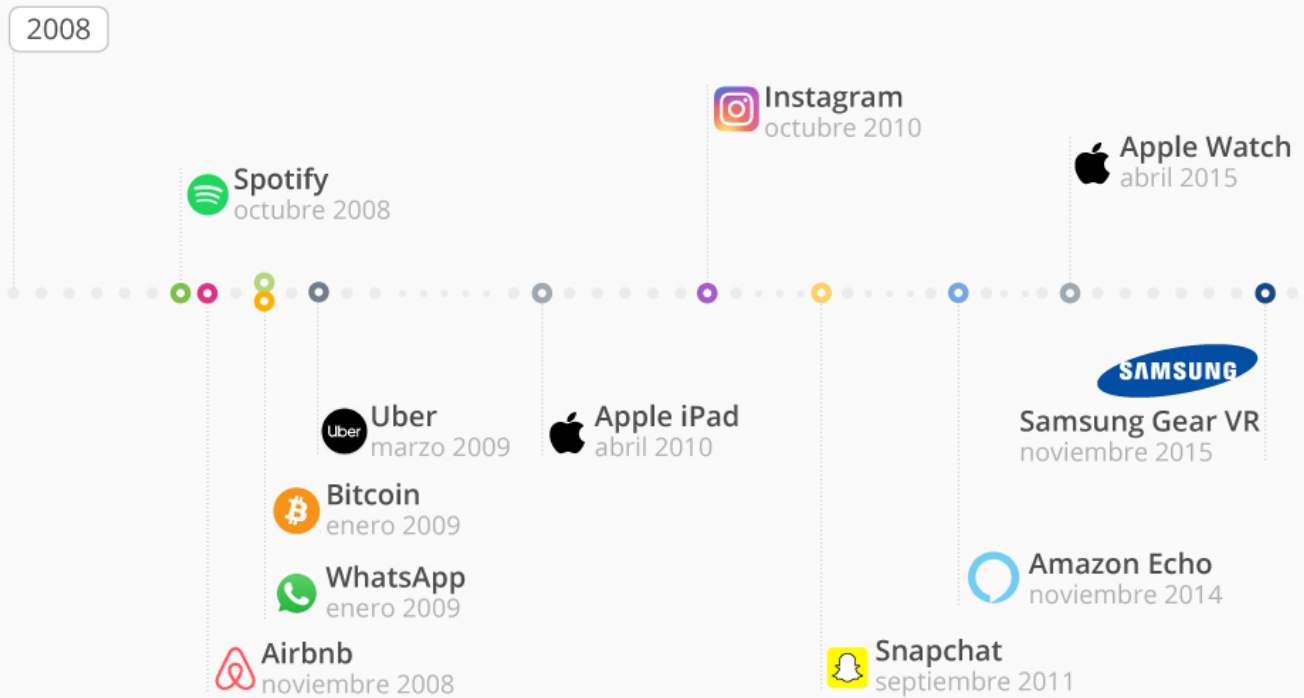 2008
Instagram
octubre 2010
Apple Watch
abril 2015
Spotify
octubre 2008
SAMSUNG
Uber
Uber
marzo 2009
Apple iPad
abril 2010
Samsung Gear VR
noviembre 2015
Bitcoin
enero 2009
WhatsApp
enero 2009
Amazon Echo
noviembre 2014
Airbnb
noviembre 2008
Snapchat
septiembre 2011